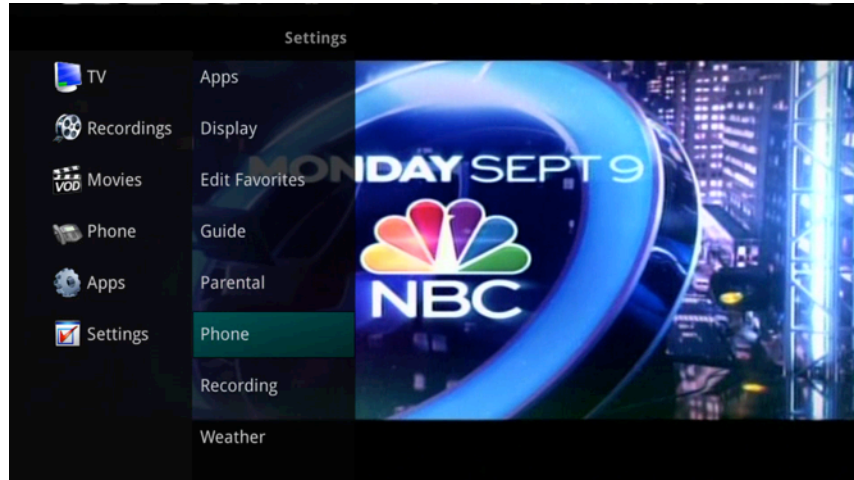 Settings
TV
Recordings
VOD
Movies
Phone
Apps
Settings
Apps
Display
Edit Favorites
Guide
Parental
Phone
Recording
Weather
MONDAY SEPT 9
NBC